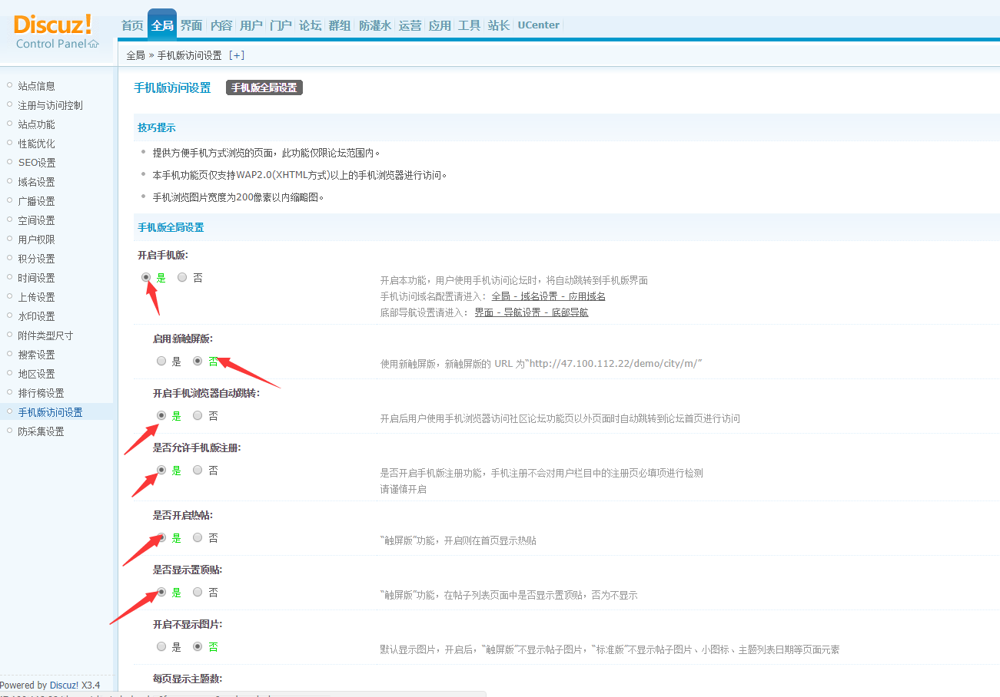 Discuz!
Control Panel
首页 全局 界面 内容 用户 门户 论坛 群组 防灌水 运营 应用 工具 站长 UCenter
全局 » 手机版访问设置 [+]
站点信息
注册与访问控制
站点功能
性能优化
SEO设置
域名设置
广播设置
空间设置
用户权限
积分设置
时间设置
上传设置
水印设置
附件类型尺寸
搜索设置
地区设置
排行榜设置
手机版访问设置
防采集设置
Powered by Discuz! X3.4
手机版访问设置 手机版全局设置
技巧提示
提供方便手机方式浏览的页面，此功能仅限论坛范围内。
本手机功能页仅支持WAP2.0(XHTML方式)以上的手机浏览器进行访问。
手机浏览图片宽度为200像素以内缩略图。
手机版全局设置
开启手机版:
是 否
开启本功能，用户使用手机访问论坛时，将自动跳转到手机版界面
手机访问域名配置请进入： 全局 - 域名设置 - 应用域名
底部导航设置请进入： 界面 - 导航设置 - 底部导航
启用新触屏版:
是 否
使用新触屏版，新触屏版的 URL 为“http://47.100.112.22/demo/city/m/”
开启手机浏览器自动跳转:
是 否
开启后用户使用手机浏览器访问社区论坛功能页以外页面时自动跳转到论坛首页进行访问
是否允许手机版注册:
是 否
是否开启手机版注册功能，手机注册不会对用户栏目中的注册页必填项进行检测
请谨慎开启
是否开启热帖:
是 否
“触屏版”功能，开启则在首页显示热贴
是否显示置顶贴:
是 否
“触屏版”功能，在帖子列表页面中是否显示置顶贴，否为不显示
开启不显示图片:
是 否
默认显示图片，开启后，“触屏版”不显示帖子图片，“标准版”不显示帖子图片、小图标、主题列表日期等页面元素
每页显示主题数: